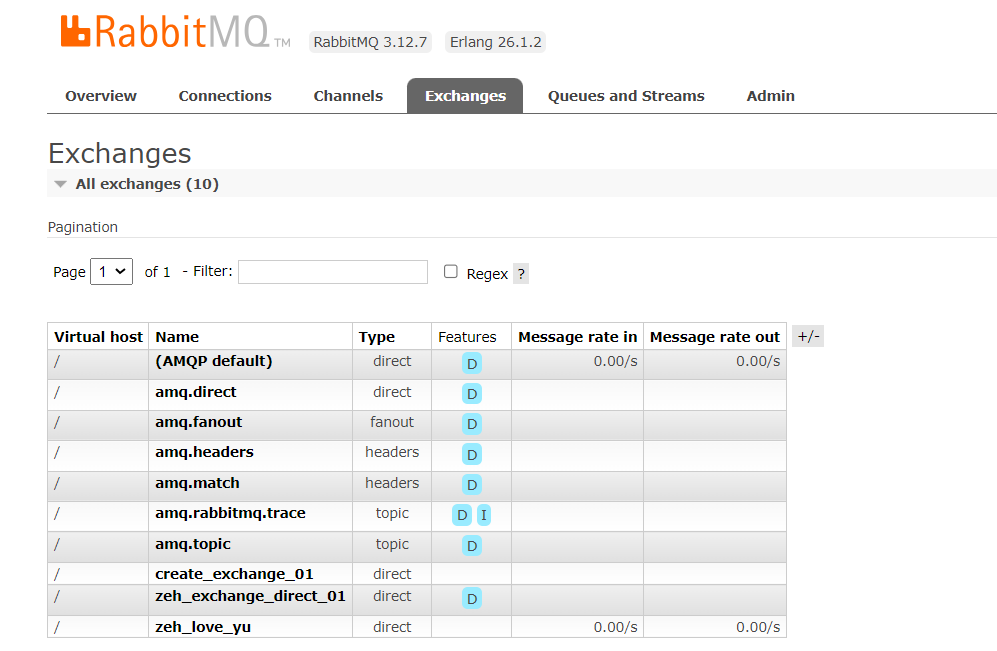 RabbitMQ TM RabbitMQ 3.12.7 Erlang 26.1.2
Overview Connections Channels Exchanges Queues and Streams Admin
Exchanges
All exchanges (10)
Pagination
Page 1 of 1 - Filter: Regex ?
Virtual host Name Type Features Message rate in Message rate out +/-
/ (AMQP default) direct D 0.00/s 0.00/s
/ amq.direct direct D
/ amq.fanout fanout D
/ amq.headers headers D
/ amq.match headers D
/ amq.rabbitmq.trace topic D I
/ amq.topic topic D
/ create_exchange_01 direct
/ zeh_exchange_direct_01 direct D
/ zeh_love_yu direct 0.00/s 0.00/s